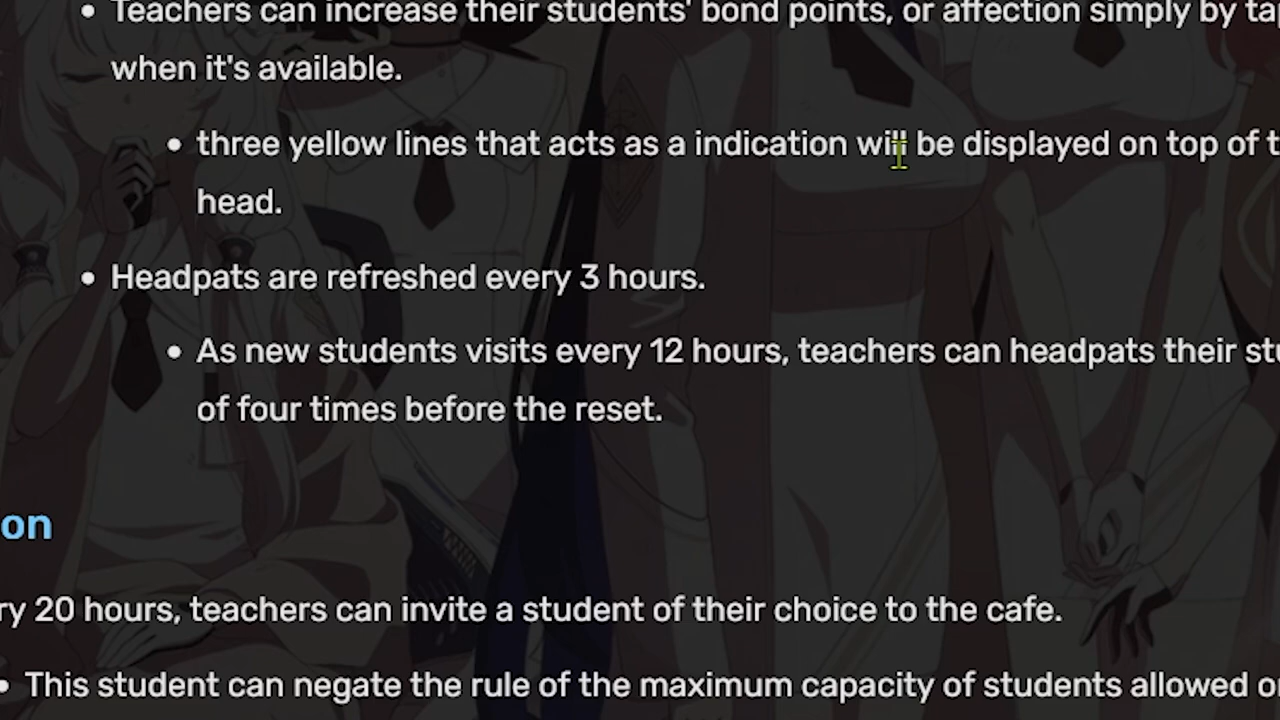 Teachers can increase their students' bond points, or affection simply by
when it's available.
three yellow lines that acts as a indication will be displayed on top of
head.
Headpats are refreshed every 3 hours.
As new students visits every 12 hours, teachers can headpats their
of four times before the reset.
on
ry 20 hours, teachers can invite a student of their choice to the cafe.
This student can negate the rule of the maximum capacity of students allowed